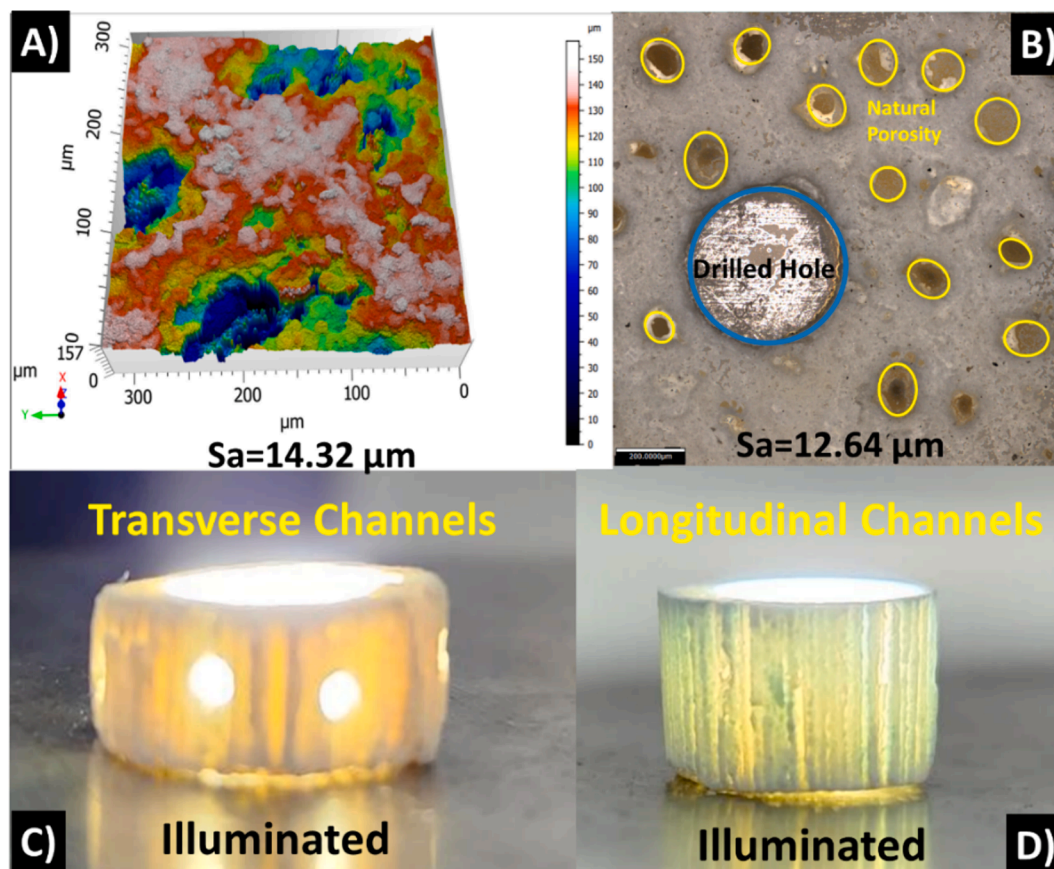 A)
300
200
µm
100
50
157
µm
0
X
Z
Y
300
200
100
0
µm
µm
150
140
130
120
110
100
90
80
70
60
50
40
30
20
10
0
Sa=14.32 µm
B)
Natural
Porosity
Drilled Hole
200.0000µm
Sa=12.64 µm
Transverse Channels
Illuminated
C)
Longitudinal Channels
Illuminated
D)